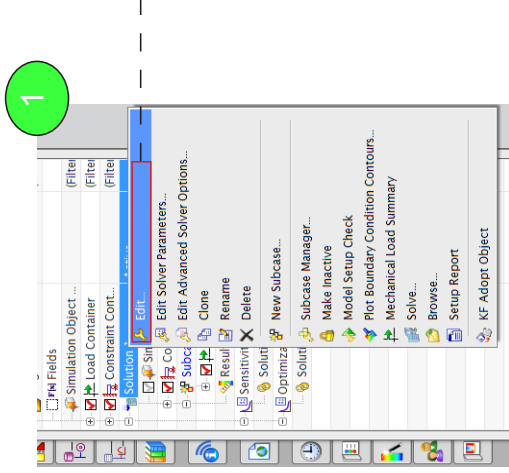 1
Fields
Simulation Object ...
(Filter
Load Container
(Filter
Constraint Cont...
(Filter
Solution
Sim
Co
Subca
Resul
Sensitivit
Soluti
Optimiza
Soluti
Edit...
Edit Solver Parameters...
Edit Advanced Solver Options...
Clone
Rename
Delete
New Subcase...
Subcase Manager...
Make Inactive
Model Setup Check
Plot Boundary Condition Contours...
Mechanical Load Summary
Solve...
Browse...
Setup Report
KF Adopt Object